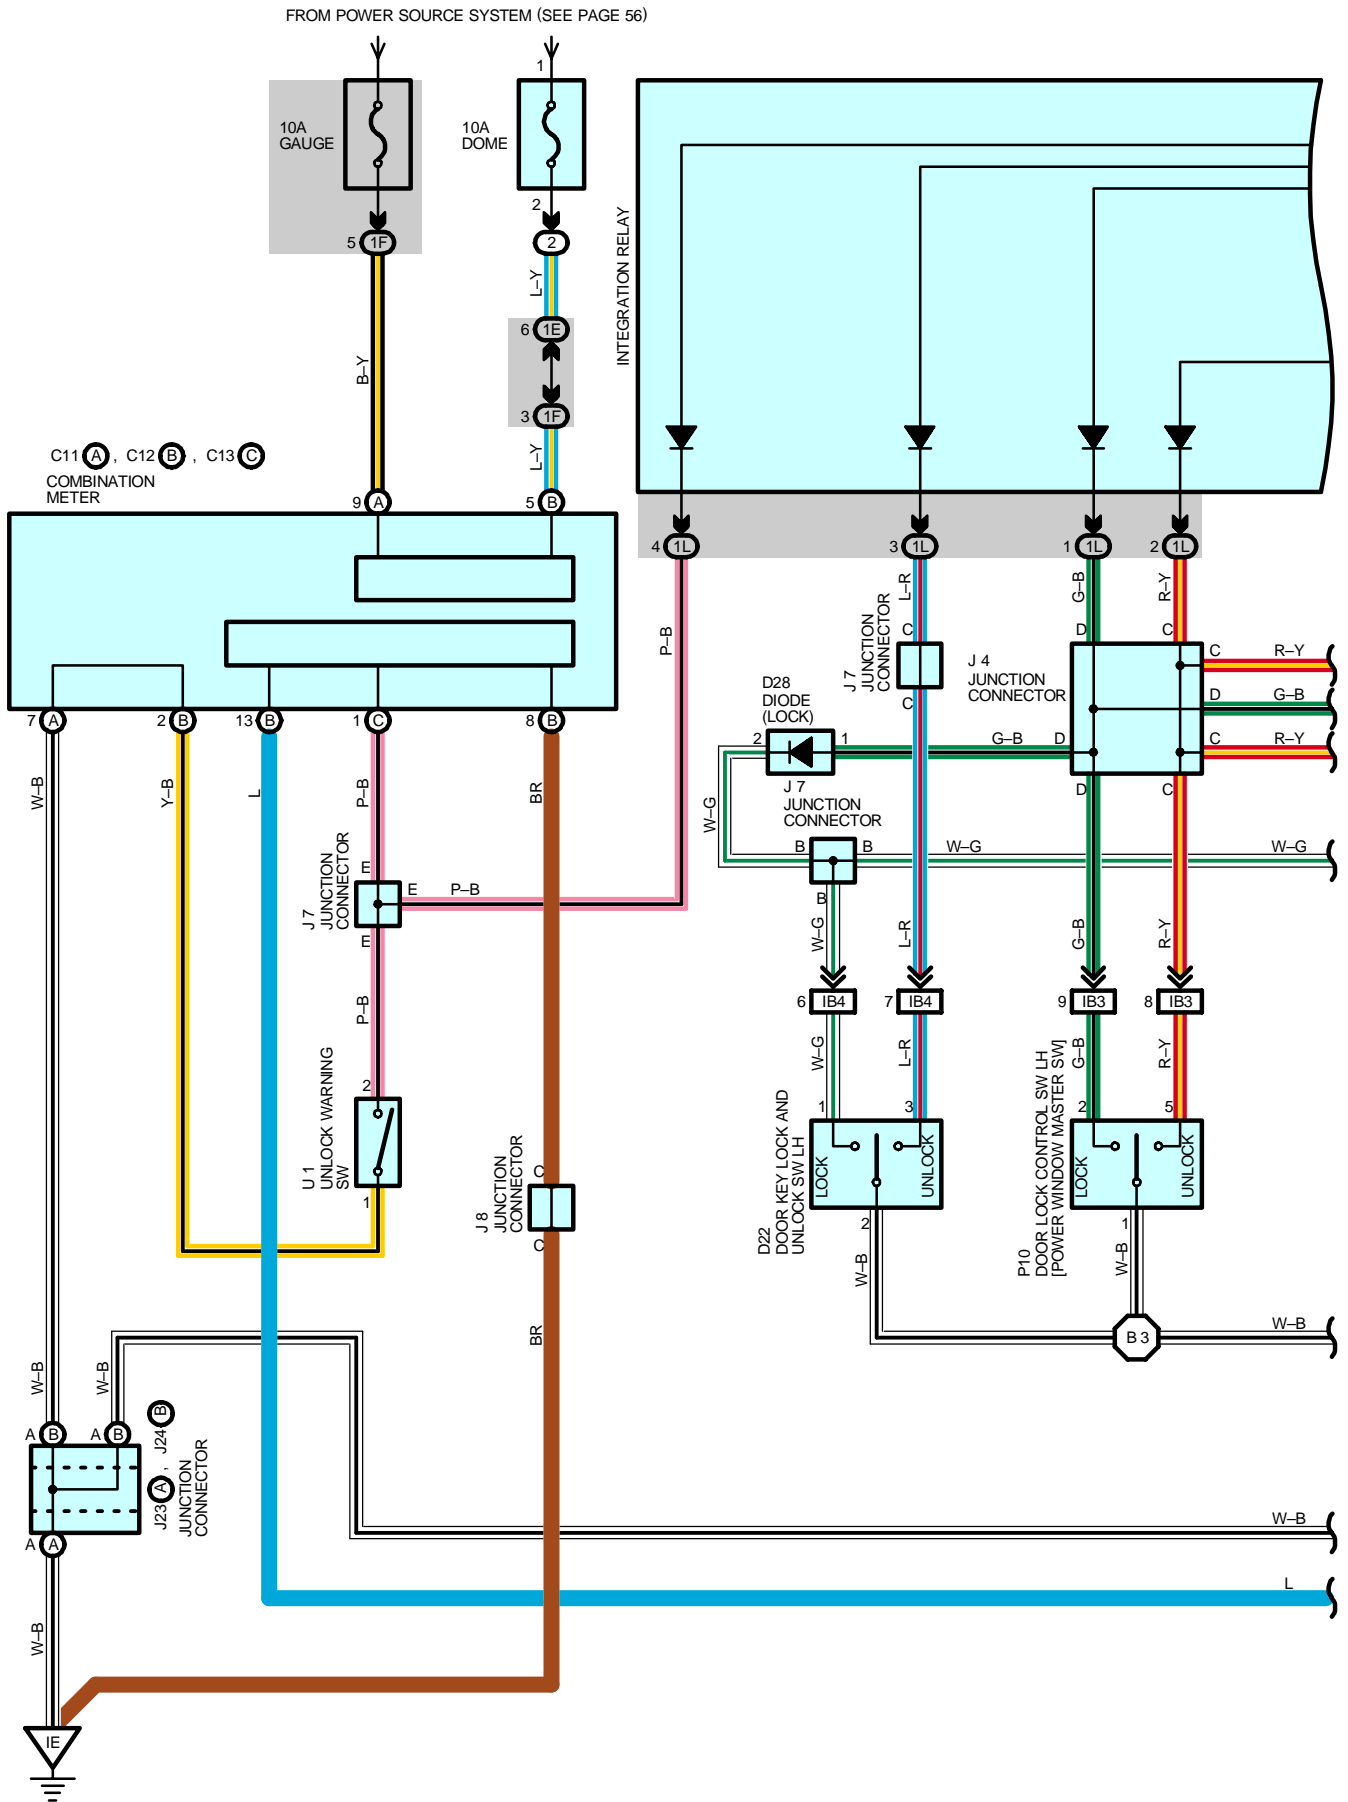 FROM POWER SOURCE SYSTEM (SEE PAGE 56)
1
10A
GAUGE
10A
DOME
2
5 1F
2
L–Y
6 1E
3 1F
L–Y
B–Y
INTEGRATION RELAY
C11 A , C12 B , C13 C
COMBINATION
METER
9 A
5 B
4 1L
3 1L
1 1L
2 1L
P–B
L–R
G–B
R–Y
C
D
C
J 7
JUNCTION
CONNECTOR
C
J 4
JUNCTION
CONNECTOR
C R–Y
D G–B
C R–Y
D28
DIODE
(LOCK)
2
1
G–B D
D
C
7 A
2 B
13 B
1 C
8 B
W–B
Y–B
L
P–B
BR
W–G
J 7
JUNCTION
CONNECTOR
B
B
W–G
W–G
B
J 7
JUNCTION
CONNECTOR
E
E P–B
E
W–G
L–R
G–B
R–Y
P–B
6 IB4
7 IB4
9 IB3
8 IB3
W–G
L–R
G–B
R–Y
U 1
UNLOCK WARNING
SW
2
1
1
3
2
5
LOCK
UNLOCK
LOCK
UNLOCK
D22
DOOR KEY LOCK AND
UNLOCK SW LH
P10
DOOR LOCK CONTROL SW LH
[POWER WINDOW MASTER SW]
2
1
W–B
W–B
J 8
JUNCTION
CONNECTOR
C
C
BR
B 3
W–B
W–B
W–B
A B
A B
J23 A , J24 B
JUNCTION
CONNECTOR
A A
W–B
L
W–B
IE